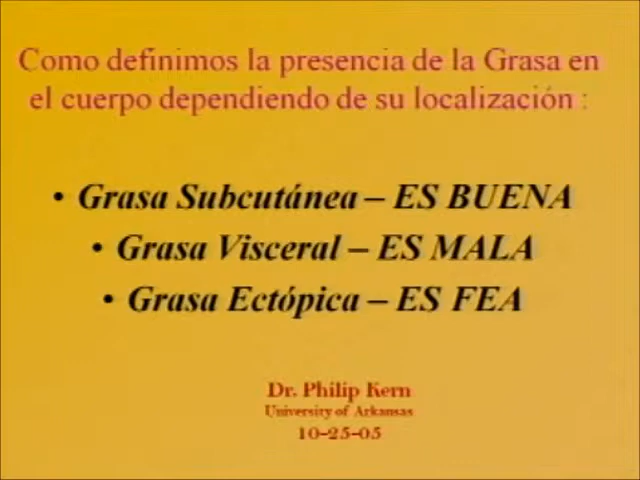 Como definimos la presencia de la Grasa en
el cuerpo dependiendo de su localización :
• Grasa Subcutánea – ES BUENA
• Grasa Visceral – ES MALA
• Grasa Ectópica – ES FEA
Dr. Philip Kern
University of Arkansas
10-25-05